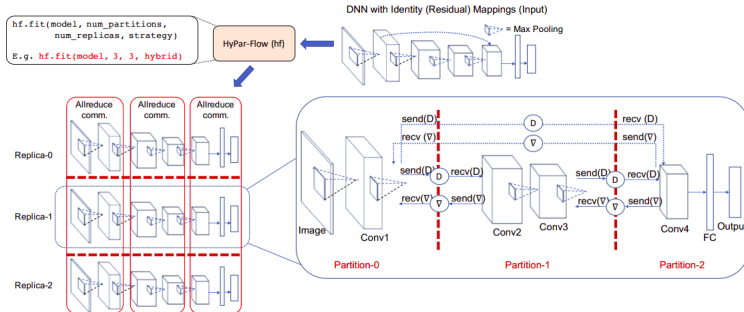 hf.fit(model, num_partitions,
num_replicas, strategy)
E.g. hf.fit(model, 3, 3, hybrid)
HyPar-Flow (hf)
DNN with Identity (Residual) Mappings (Input)
= Max Pooling
Allreduce comm.
Allreduce comm.
Allreduce comm.
Replica-0
Replica-1
Replica-2
send(D)
D
recv (D)
recv (∇)
∇
send(∇)
send(D)
D
recv(D)
send(D)
D
recv(D)
recv(∇)
∇
send(∇)
recv(∇)
∇
send(∇)
Image
Conv1
Conv2
Conv3
Conv4
FC
Output
Partition-0
Partition-1
Partition-2